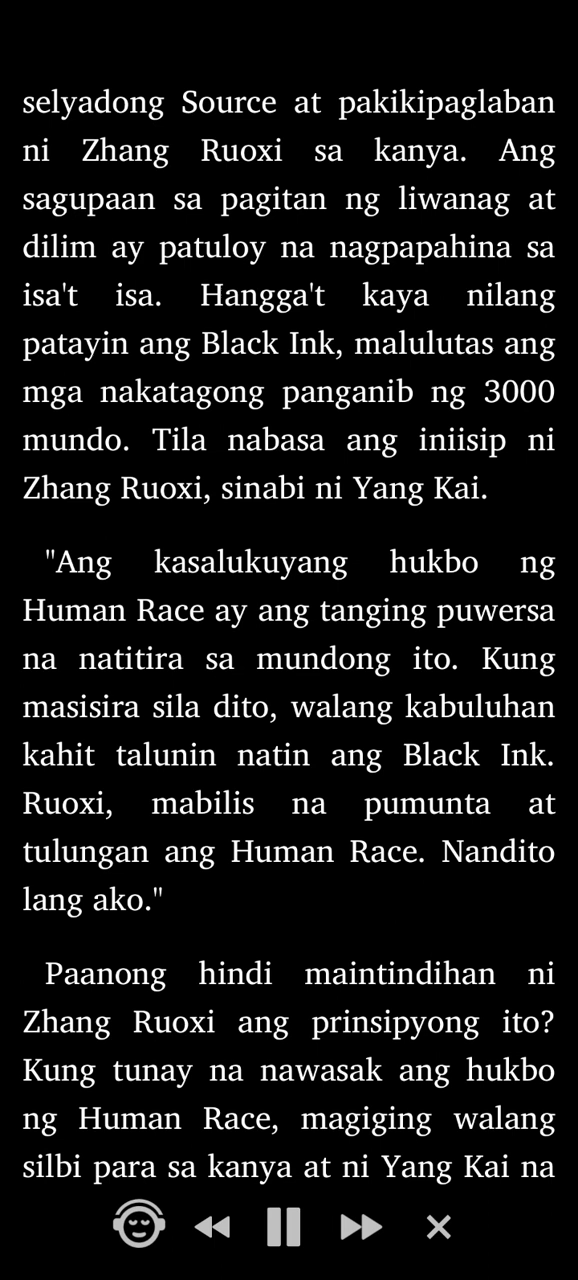 selyadong Source at pakikipaglaban
ni Zhang Ruoxi sa kanya. Ang
sagupaan sa pagitan ng liwanag at
dilim ay patuloy na nagpapahina sa
isa't isa. Hangga't kaya nilang
patayin ang Black Ink, malulutas ang
mga nakatagong panganib ng 3000
mundo. Tila nabasa ang iniisip ni
Zhang Ruoxi, sinabi ni Yang Kai.
"Ang kasalukuyang hukbo ng
Human Race ay ang tanging puwersa
na natitira sa mundong ito. Kung
masisira sila dito, walang kabuluhan
kahit talunin natin ang Black Ink.
Ruoxi, mabilis na pumunta at
tulungan ang Human Race. Nandito
lang ako."
Paanong hindi maintindihan ni
Zhang Ruoxi ang prinsipyong ito?
Kung tunay na nawasak ang hukbo
ng Human Race, magiging walang
silbi para sa kanya at ni Yang Kai na